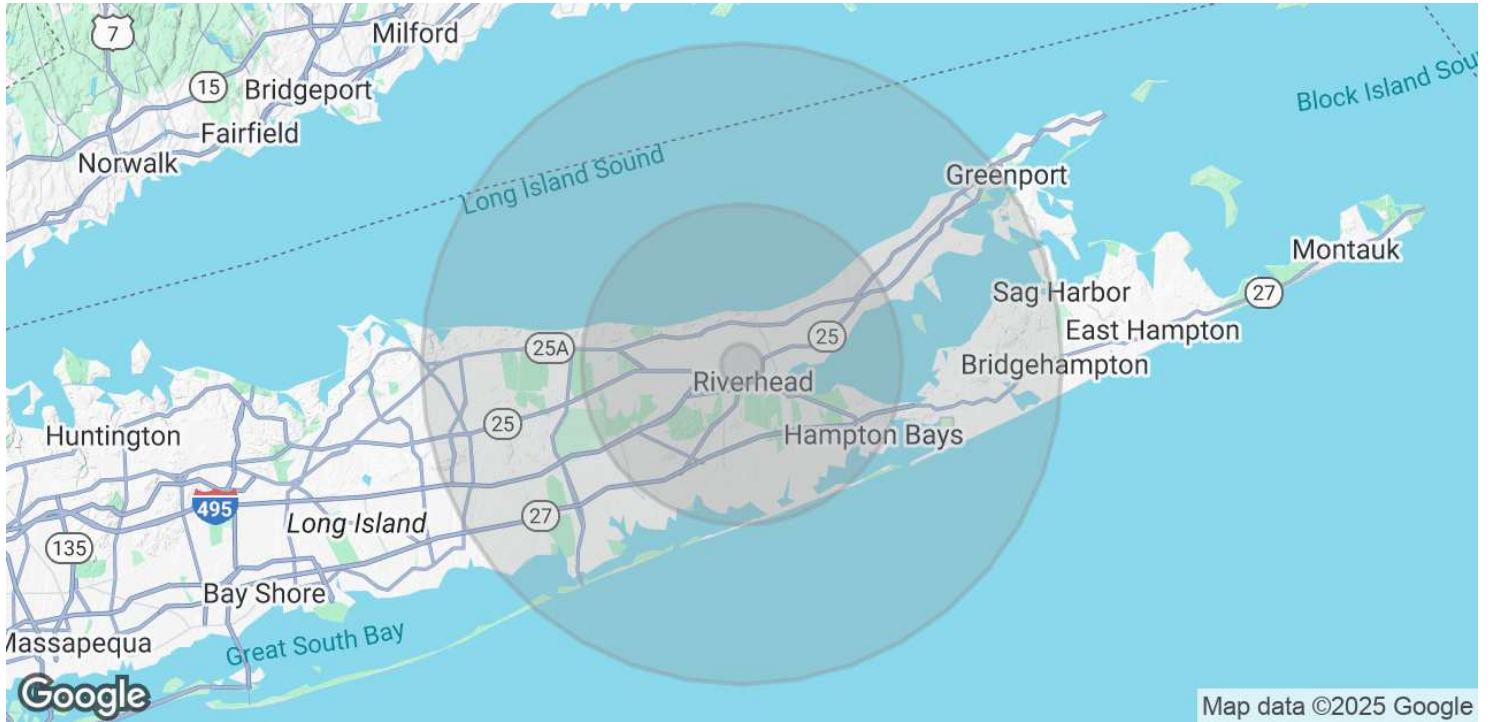 7
Milford
15
Bridgeport
Fairfield
Norwalk
Block Island Sou
Long Island Sound
Greenport
Montauk
Sag Harbor
27
East Hampton
25
25A
Bridgehampton
Riverhead
25
Huntington
Hampton Bays
495
Long Island
27
135
Bay Shore
Massapequa
Great South Bay
Google
Map data ©2025 Google